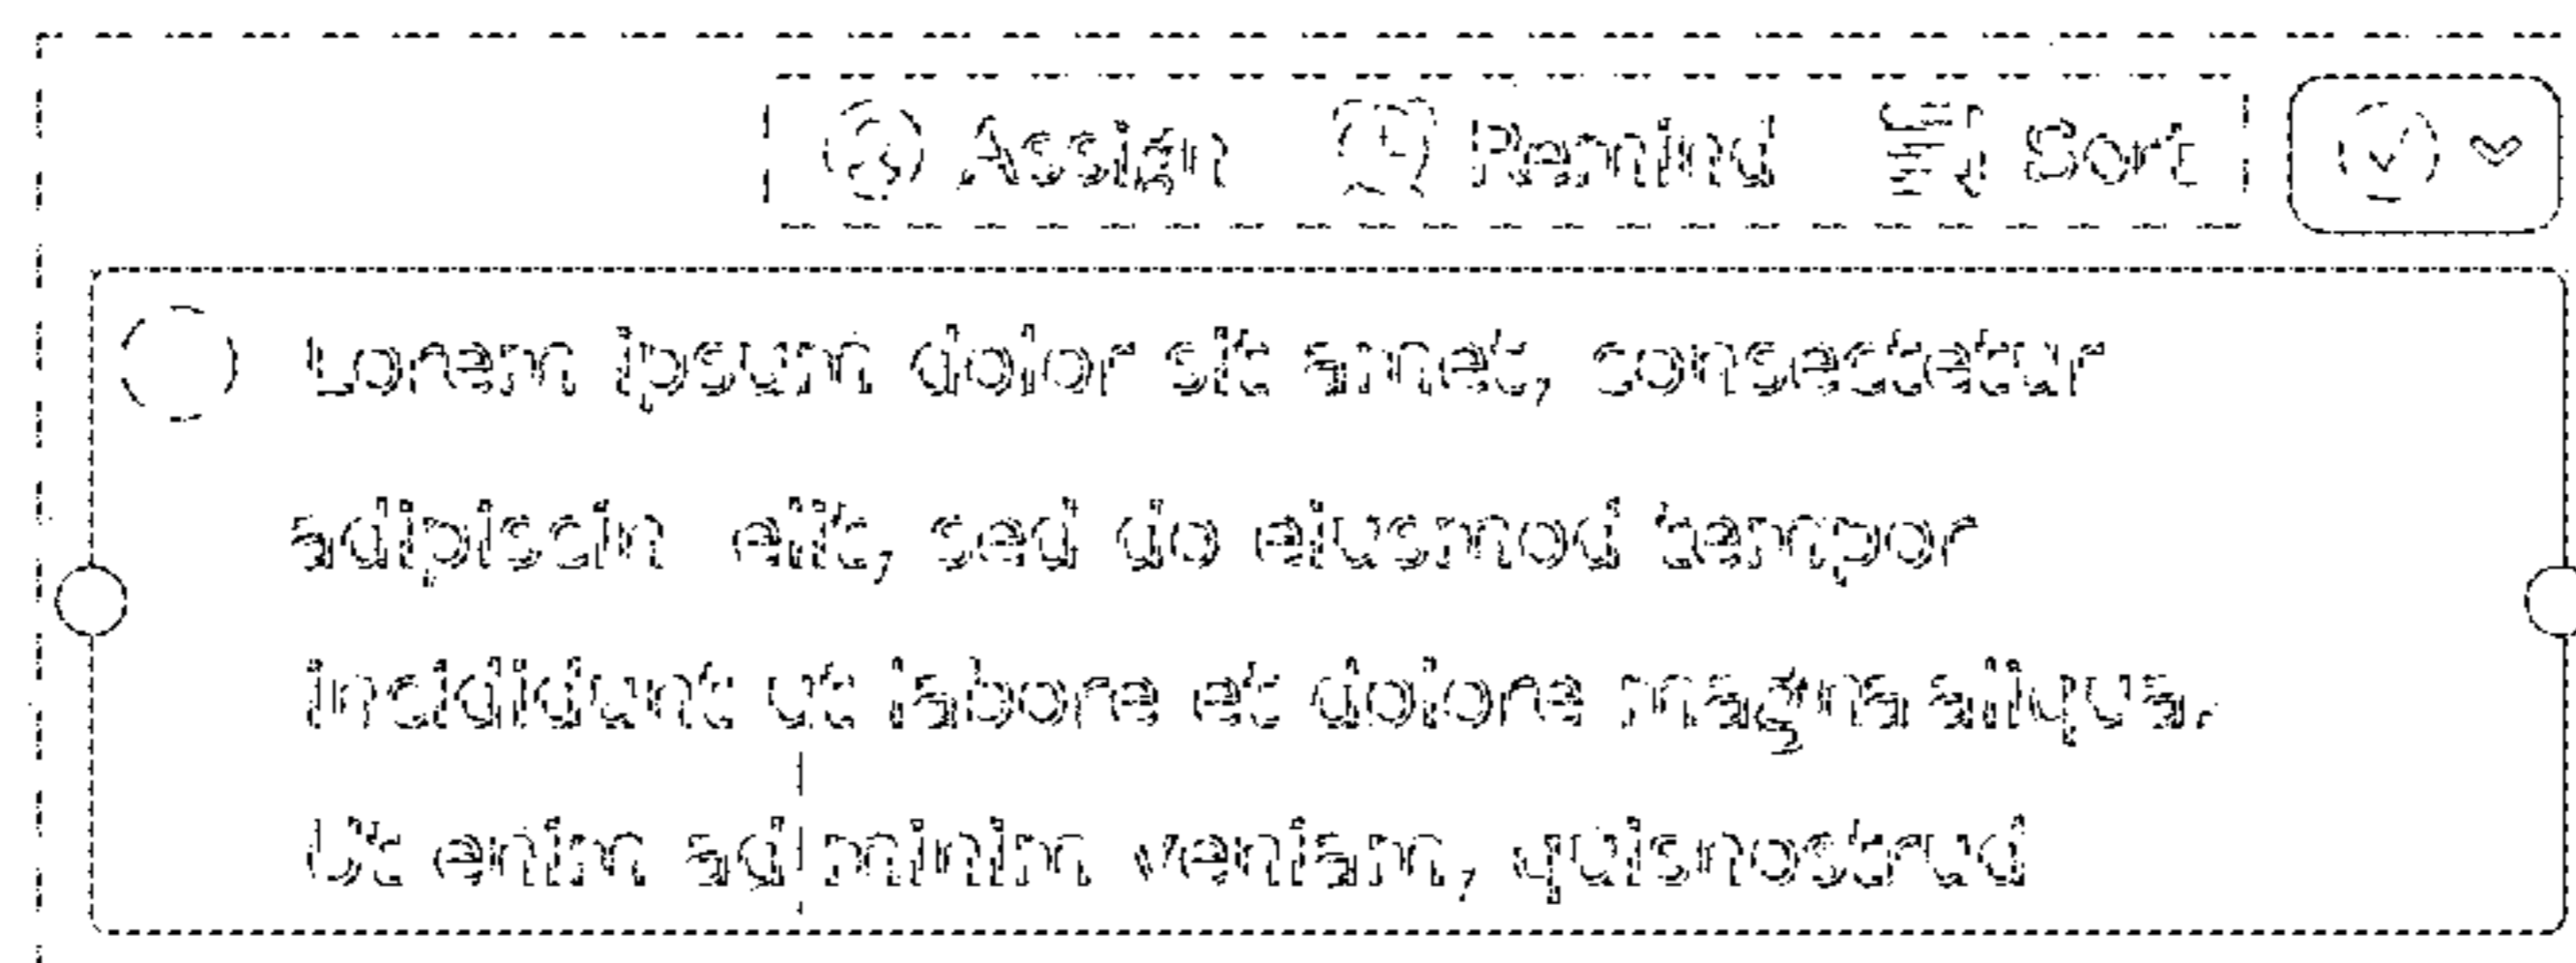 Assign Remind Sort
Lorem ipsum dolor sit amet, consectetur
adipiscin elit, sed do eiusmod tempor
incididunt ut labore et dolore magna aliqua.
Ut enim ad minim veniam, quisnostrud